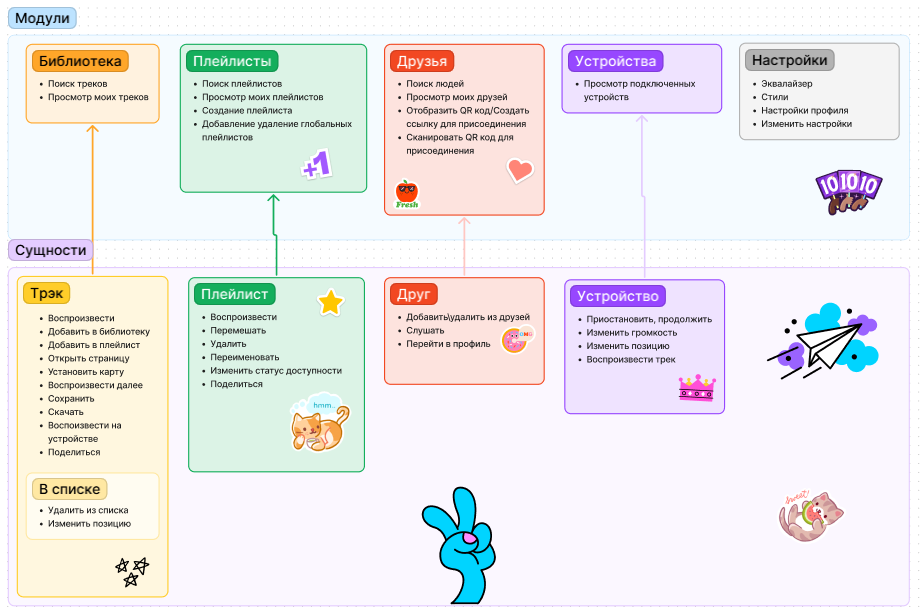 Модули
Библиотека
Поиск треков
Просмотр моих треков
Плейлисты
Поиск плейлистов
Просмотр моих плейлистов
Создание плейлиста
Добавление удаление глобальных
плейлистов
+1
Друзья
Поиск людей
Просмотр моих друзей
Отобразить QR код/Создать
ссылку для присоединения
Сканировать QR код для
присоединения
Fresh
Устройства
Просмотр подключенных
устройств
Настройки
Эквалайзер
Стили
Настройки профиля
Изменить настройки
10 10 10
Сущности
Трэк
Воспроизвести
Добавить в библиотеку
Добавить в плейлист
Открыть страницу
Установить карту
Воспроизвести далее
Сохранить
Скачать
Воспоизвести на
устройстве
Поделиться
В списке
Удалить из списка
Изменить позицию
Плейлист
Воспроизвести
Перемешать
Удалить
Переименовать
Изменить статус доступности
Поделиться
hmm..
Друг
Добавить\удалить из друзей
Слушать
Перейти в профиль
OMG
Устройство
Приостановить, продолжить
Изменить громкость
Изменить позицию
Воспроизвести трек
Sweet!